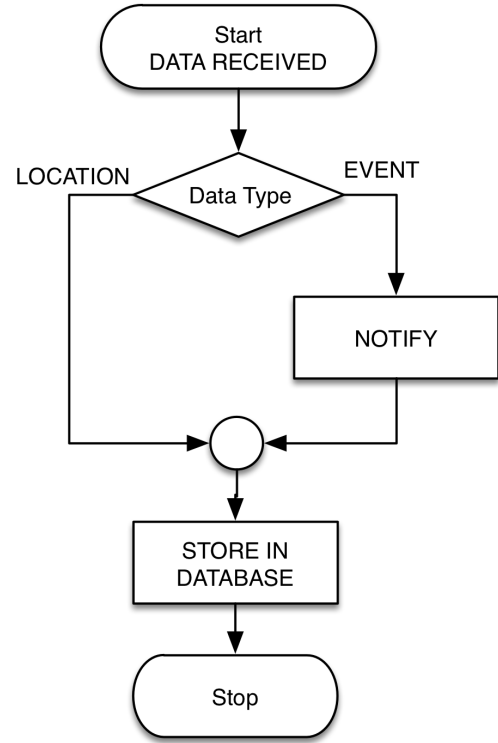 Start
DATA RECEIVED
LOCATION
EVENT
Data Type
NOTIFY
STORE IN
DATABASE
Stop